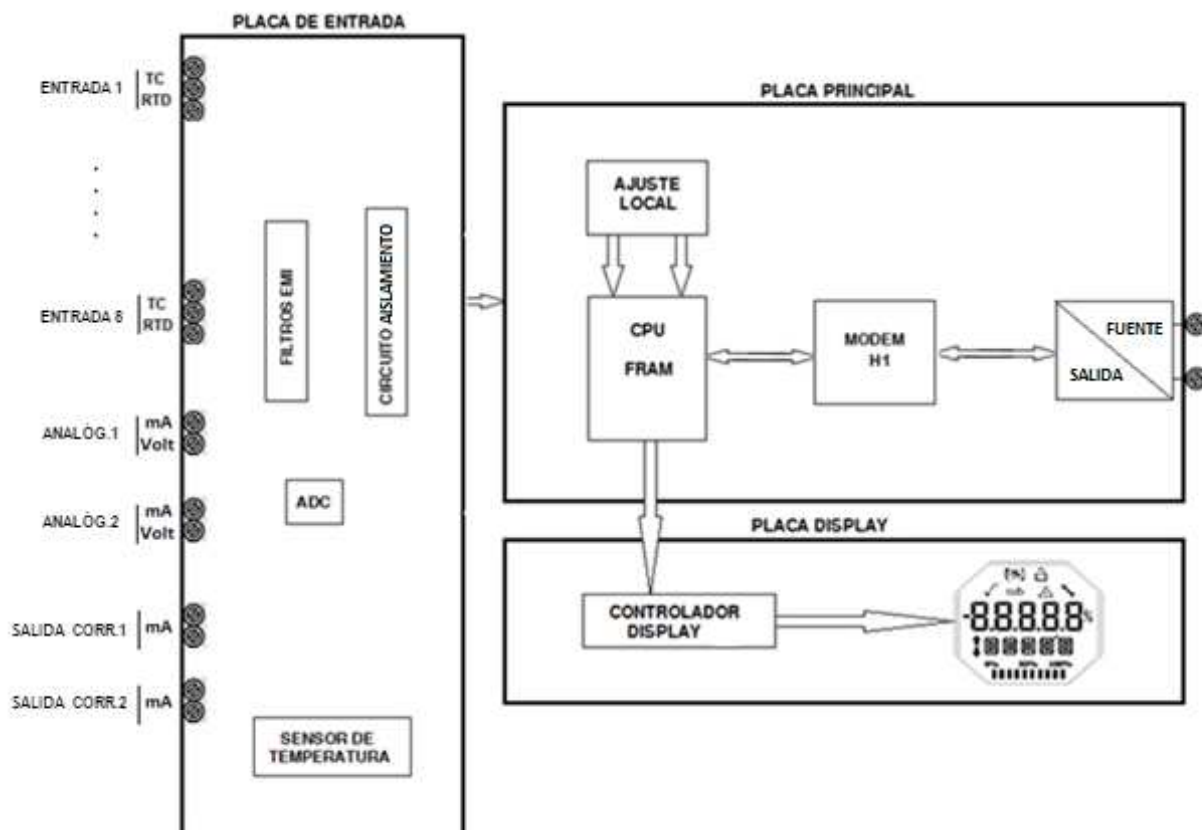 PLACA DE ENTRADA
ENTRADA 1
TC
RTD
ENTRADA 8
TC
RTD
ANALÓG.1
mA
Volt
ANALÓG.2
mA
Volt
SALIDA CORR.1
mA
SALIDA CORR.2
mA
FILTROS EMI
CIRCUITO AISLAMIENTO
ADC
SENSOR DE
TEMPERATURA
PLACA PRINCIPAL
AJUSTE
LOCAL
CPU
FRAM
MODEM
H1
FUENTE
SALIDA
PLACA DISPLAY
CONTROLADOR
DISPLAY
-8.8.8.8.8%